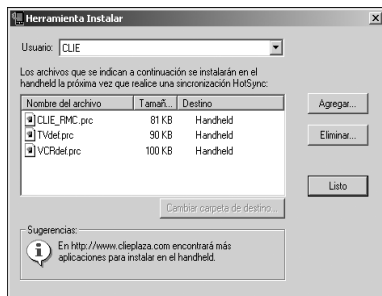 Herramienta Instalar
Usuario: CLIE
Los archivos que se indican a continuación se instalarán en el
handheld la próxima vez que realice una sincronización HotSync:
Nombre del archivo Tamañ... Destino
CLIE_RMC.prc 81 KB Handheld
TVdef.prc 90 KB Handheld
VCRdef.prc 100 KB Handheld
Agregar...
Eliminar...
Listo
Cambiar carpeta de destino...
Sugerencias:
En http://www.clieplaza.com encontrará más
aplicaciones para instalar en el handheld.